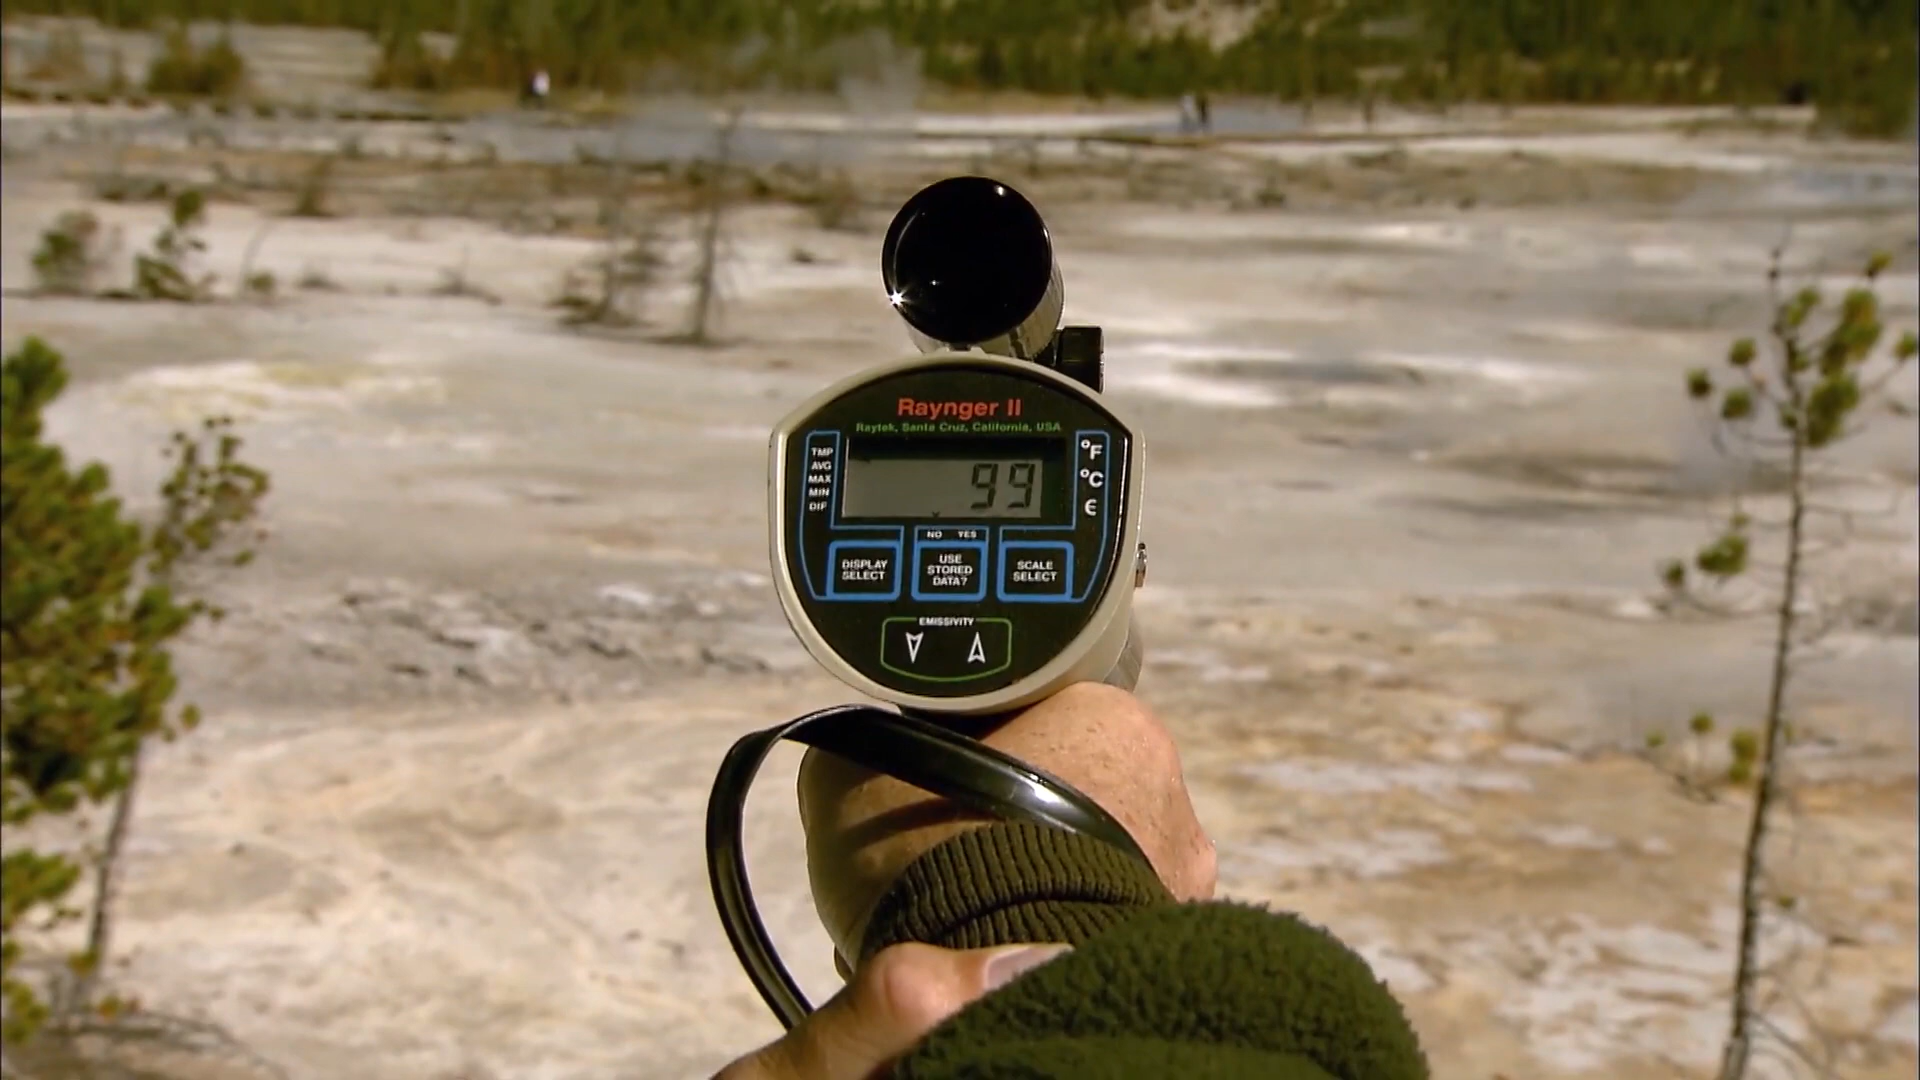 Raynger II
Raytek, Santa Cruz, California, USA
TMP
AVG
MAX
MIN
DIF
99
°F
°C
Є
NO YES
DISPLAY
SELECT
USE
STORED
DATA?
SCALE
SELECT
EMISSIVITY